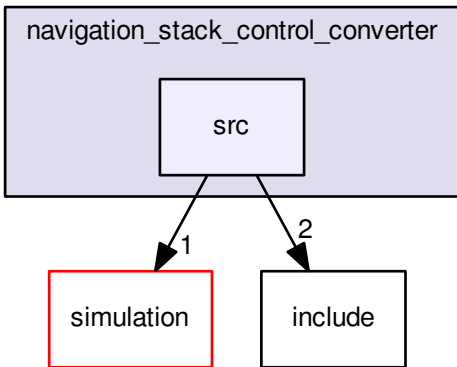 navigation_stack_control_converter
src
1
2
simulation
include